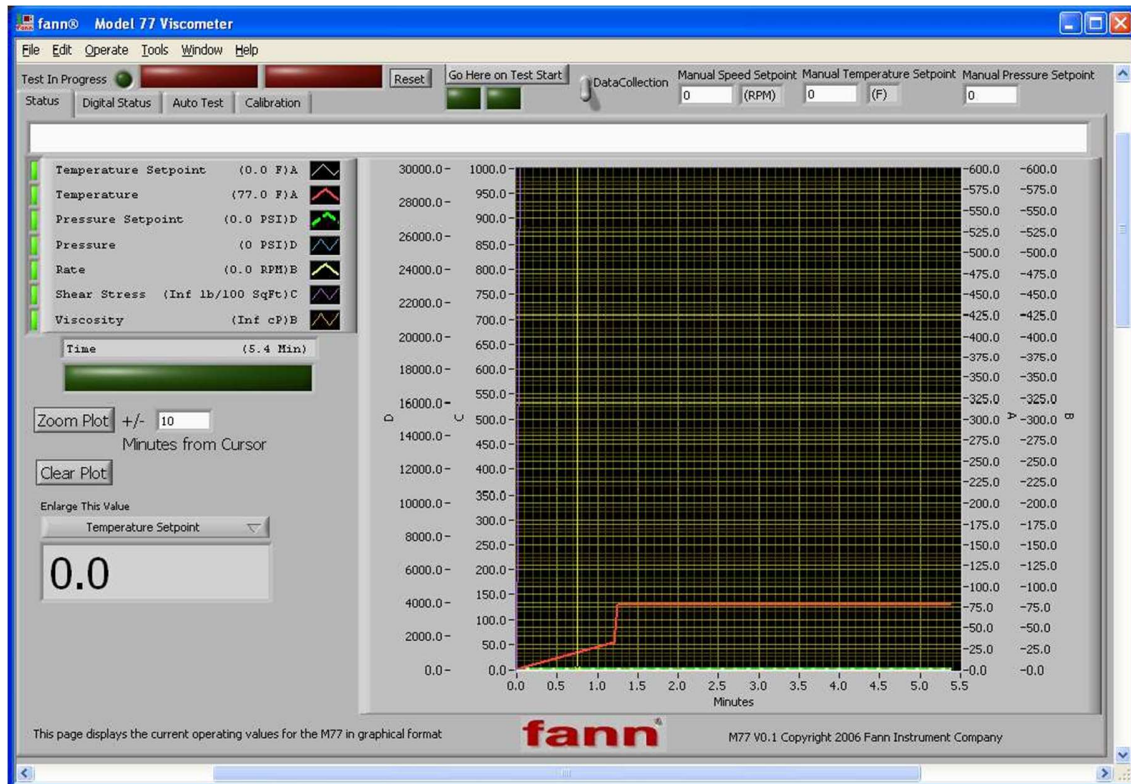 fann® Model 77 Viscometer
File Edit Operate Tools Window Help
Test In Progress
Reset
Go Here on Test Start
DataCollection
Manual Speed Setpoint
0 (RPM)
Manual Temperature Setpoint
0 (F)
Manual Pressure Setpoint
0
Status
Digital Status
Auto Test
Calibration
Temperature Setpoint (0.0 F)A
Temperature (77.0 F)A
Pressure Setpoint (0.0 PSI)D
Pressure (0 PSI)D
Rate (0.0 RPM)B
Shear Stress (Inf lb/100 SqFt)C
Viscosity (Inf cP)B
Time (5.4 Min)
Zoom Plot +/- 10
Minutes from Cursor
Clear Plot
Enlarge This Value
Temperature Setpoint
0.0
D
30000.0
28000.0
26000.0
24000.0
22000.0
20000.0
18000.0
16000.0
14000.0
12000.0
10000.0
8000.0
6000.0
4000.0
2000.0
0.0
C
1000.0
950.0
900.0
850.0
800.0
750.0
700.0
650.0
600.0
550.0
500.0
450.0
400.0
350.0
300.0
250.0
200.0
150.0
100.0
50.0
0.0
A
600.0
575.0
550.0
525.0
500.0
475.0
450.0
425.0
400.0
375.0
350.0
325.0
300.0
275.0
250.0
225.0
200.0
175.0
150.0
125.0
100.0
75.0
50.0
25.0
0.0
B
600.0
575.0
550.0
525.0
500.0
475.0
450.0
425.0
400.0
375.0
350.0
325.0
300.0
275.0
250.0
225.0
200.0
175.0
150.0
125.0
100.0
75.0
50.0
25.0
0.0
0.0 0.5 1.0 1.5 2.0 2.5 3.0 3.5 4.0 4.5 5.0 5.5
Minutes
This page displays the current operating values for the M77 in graphical format
fann®
M77 V0.1 Copyright 2006 Fann Instrument Company